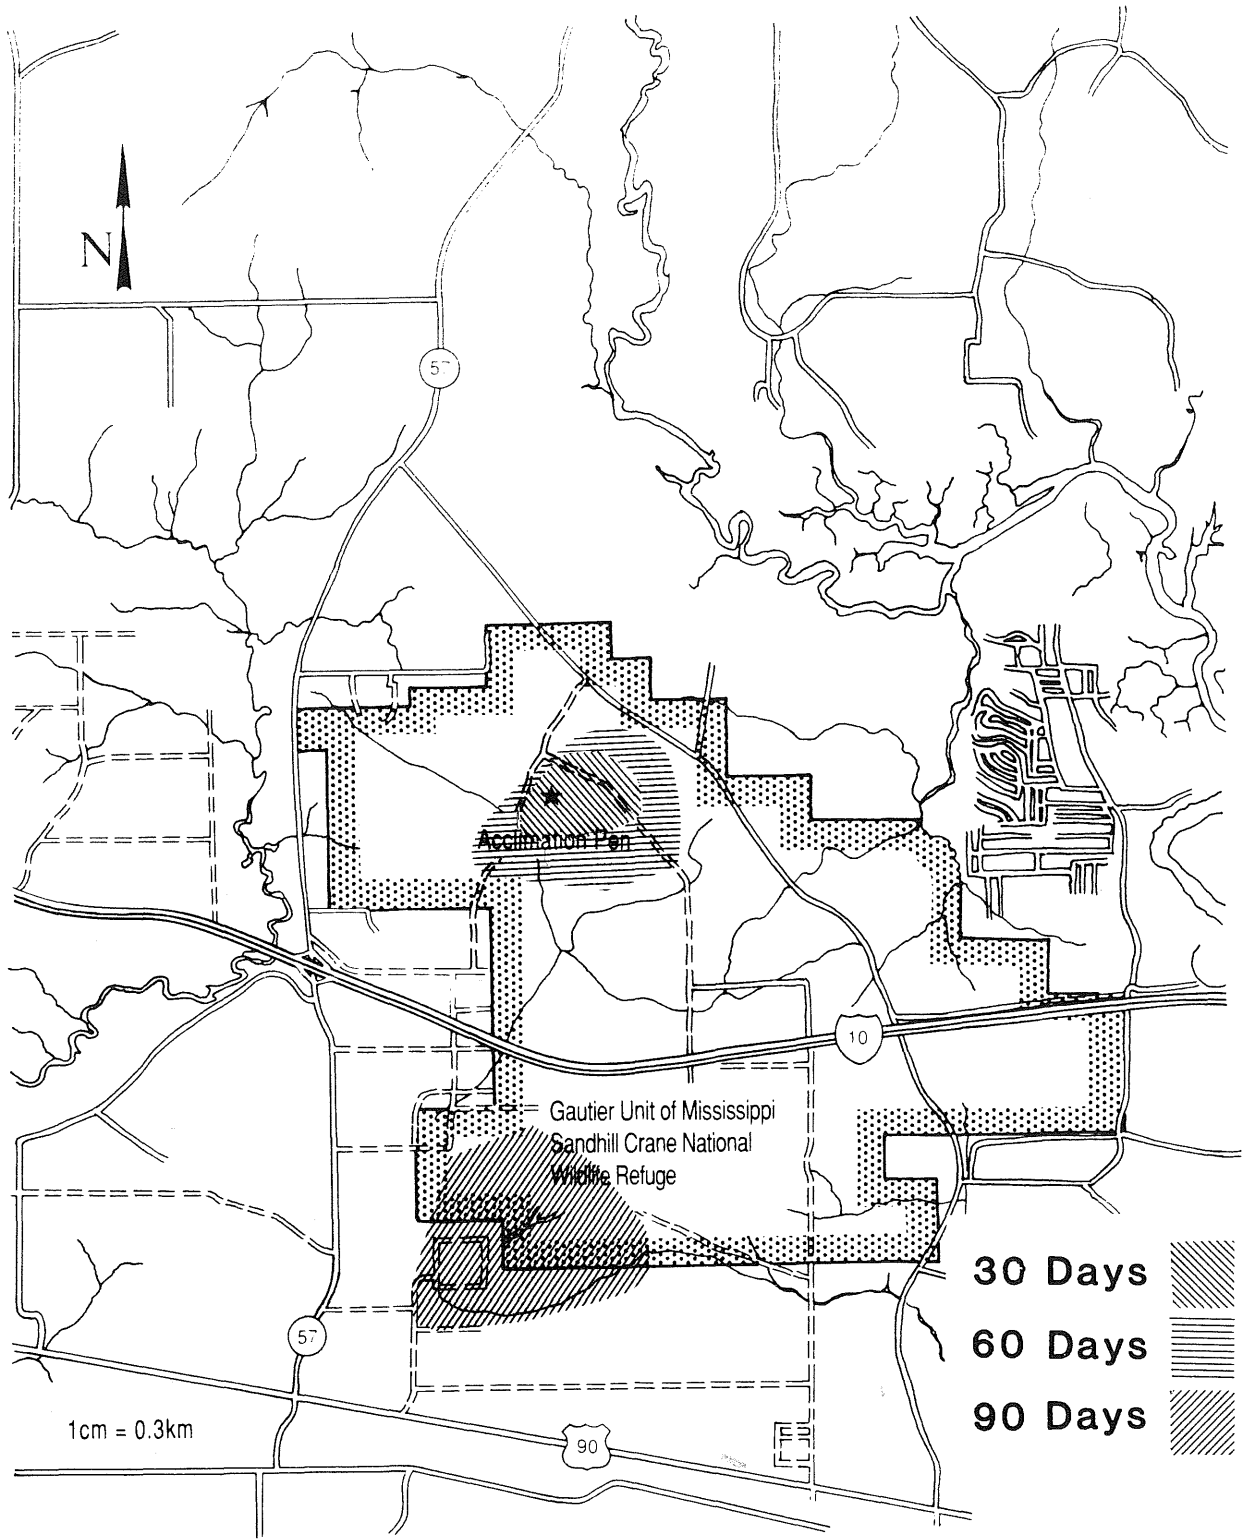 N
57
Acclimation Pen
10
Gautier Unit of Mississippi
Sandhill Crane National
Wildlife Refuge
30 Days
60 Days
90 Days
57
1cm = 0.3km
90